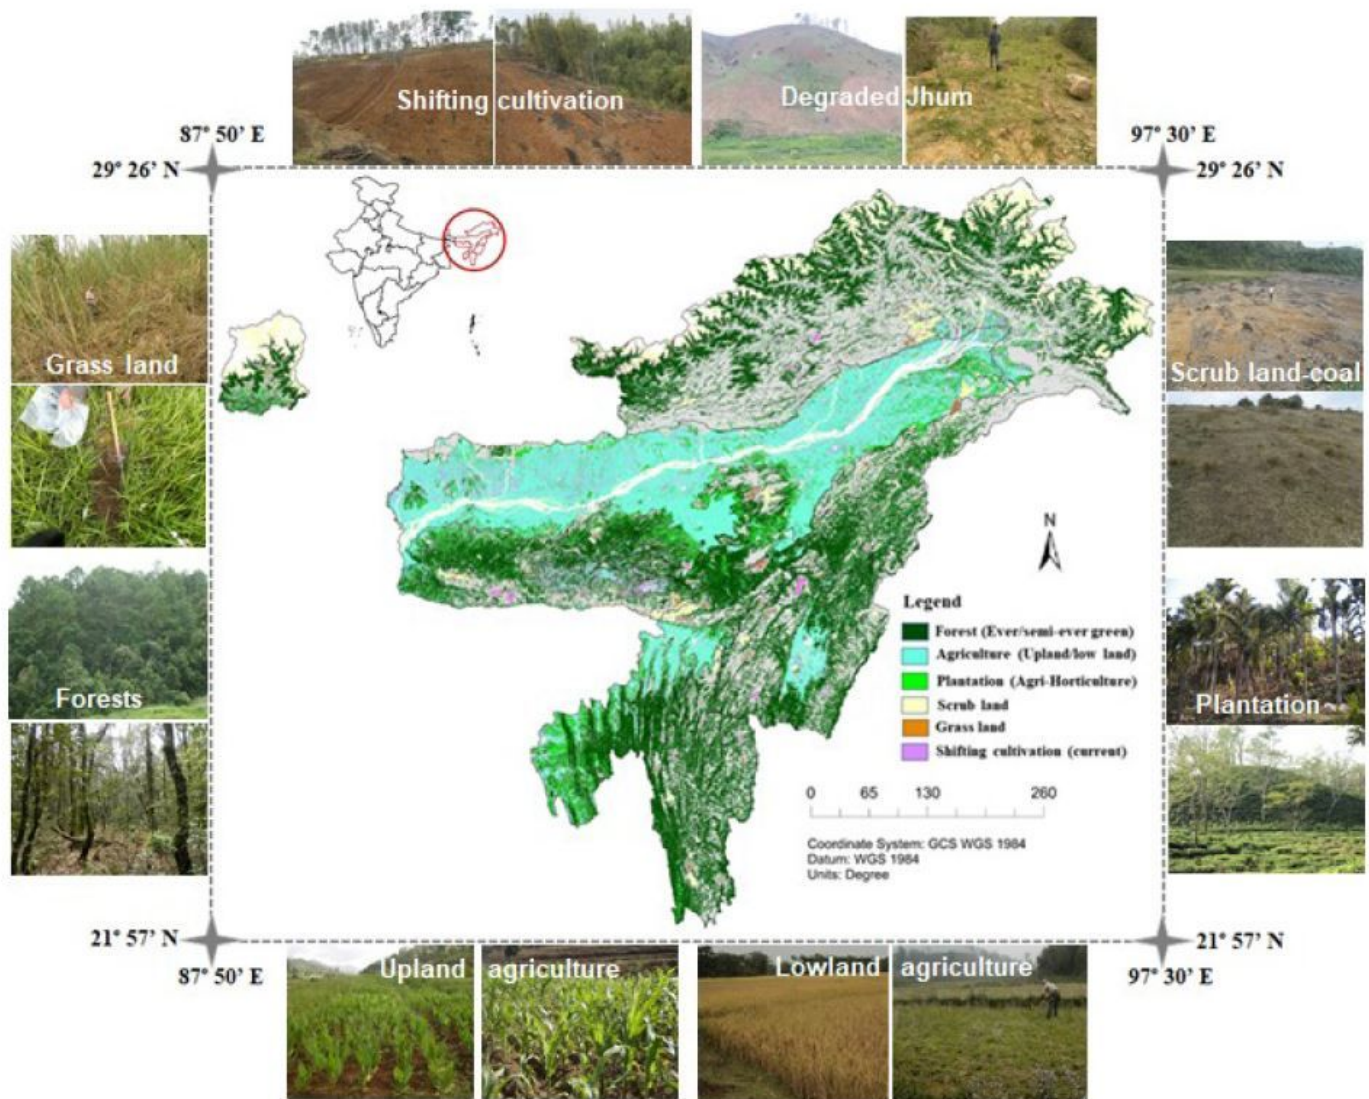 Shifting cultivation
Degraded Jhum
87° 50’ E
97° 30’ E
29° 26’ N
29° 26’ N
Grass land
Scrub land-coal
N
Legend
Forest (Ever/semi-ever green)
Agriculture (Upland/low land)
Plantation (Agri-Horticulture)
Scrub land
Grass land
Shifting cultivation (current)
Forests
Plantation
0 65 130 260
Coordinate System: GCS WGS 1984
Datum: WGS 1984
Units: Degree
21° 57’ N
21° 57’ N
87° 50’ E
97° 30’ E
Upland agriculture
Lowland agriculture